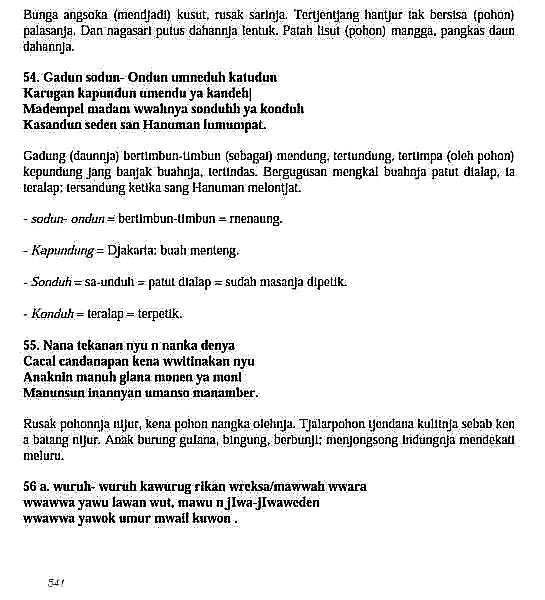 Bunga angsoka (mendjadi) kusut, rusak sarinja. Tertjentjang hantjur tak bersisa (pohon)
palasanja. Dan nagasari putus dahannja lentuk. Patah lisut (pohon) mangga, pangkas daun
dahannja.
54. Gadun sodun- Ondun umneduh katudun
Karugan kapundun umendu ya kandeh|
Madempel madam wwahnya sonduhh ya konduh
Kasandun seden san Hanuman lumumpat.
Gadung (daunnja) bertimbun-timbun (sebagai) mendung, tertundung, tertimpa (oleh pohon)
kepundung jang banjak buahnja, tertindas. Bergugusan mengkal buahnja patut dialap, ia
teralap; tersandung ketika sang Hanuman melontjat.
- sodun- ondun = bertimbun-timbun = menaung.
- Kapundung = Djakarta: buah menteng.
- Sonduh = sa-unduh = patut dialap = sudah masanja dipetik.
- Konduh = teralap = terpetik.
55. Nana tekanan nyu n nanka denya
Cacal candanapan kena wwitinakan nyu
Anaknin manuh glana monen ya moni
Manunsun inannyan umanso manamber.
Rusak pohonnja nijur, kena pohon nangka olehnja. Tjalarpohon tjendana kulitnja sebab ken
a batang nijur. Anak burung gulana, bingung, berbunji; menjongsong indungnja mendekati
meluru.
56 a. wuruh- wuruh kawurug rikan wreksa/mawwah wwara
wwawwa yawu lawan wut, mawu n jIwa-jIwaweden
wwawwa yawok umur mwail kuwon .
541